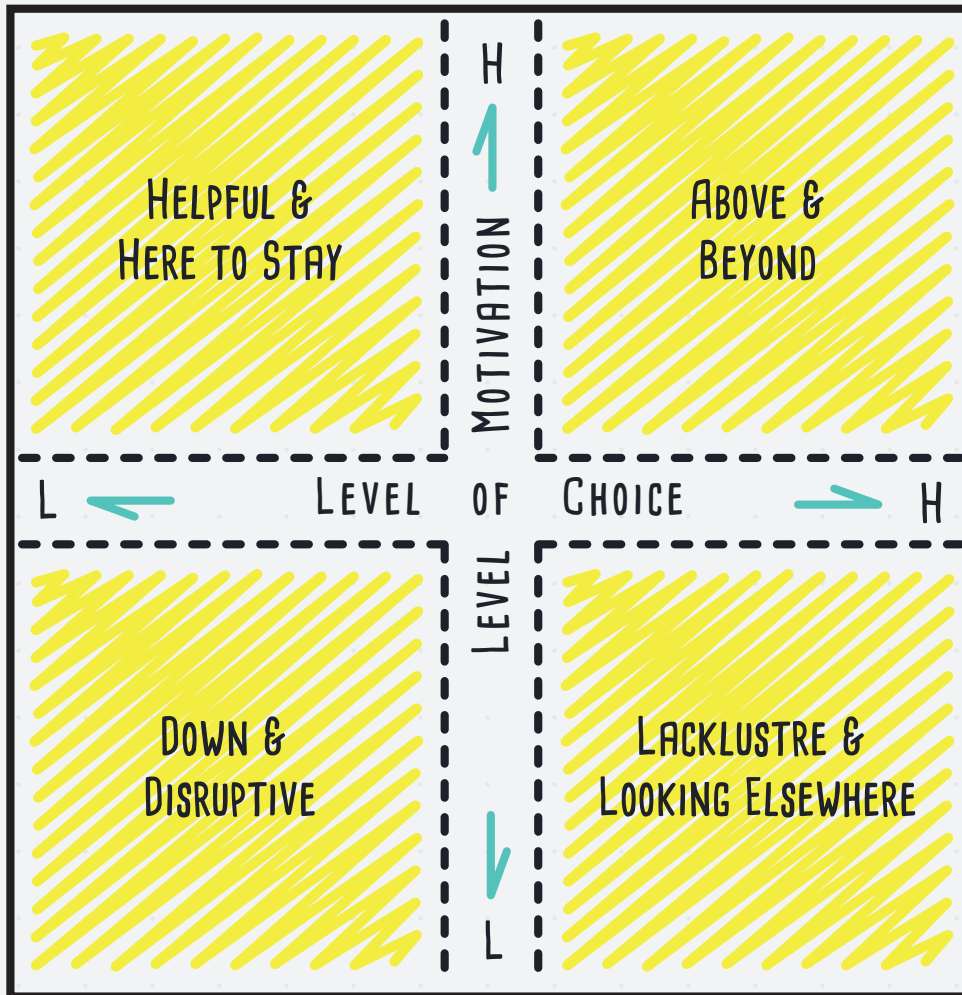 H
HELPFUL &
HERE TO STAY
ABOVE &
BEYOND
LEVEL MOTIVATION
L LEVEL OF CHOICE H
DOWN &
DISRUPTIVE
LACKLUSTRE &
LOOKING ELSEWHERE
L